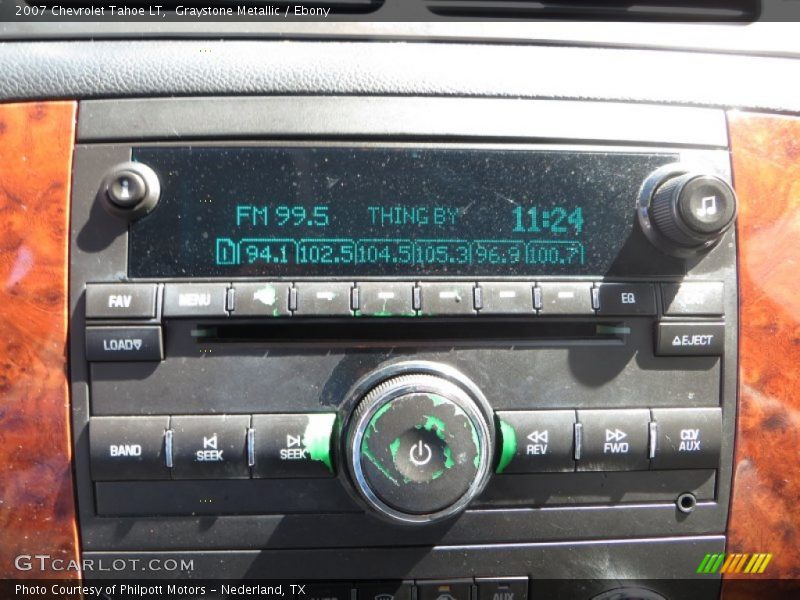 2007 Chevrolet Tahoe LT,  Graystone Metallic / Ebony
FM 99.5 THING BY 11:24
94.1 102.5 104.5 105.3 96.9 100.7
FAV MENU EQ
LOAD EJECT
BAND SEEK SEEK REV FWD CD/ AUX
GTCARLOT.COM
Photo Courtesy of Philpott Motors - Nederland, TX
AUX